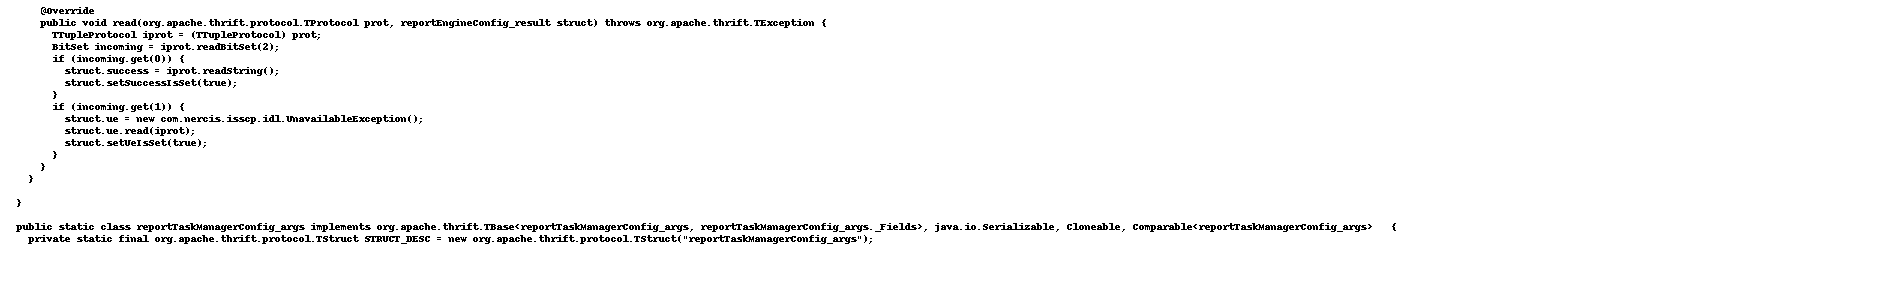 @Override
public void read(org.apache.thrift.protocol.TProtocol prot, reportEngineConfig_result struct) throws org.apache.thrift.TException {
TTupleProtocol iprot = (TTupleProtocol) prot;
BitSet incoming = iprot.readBitSet(2);
if (incoming.get(0)) {
struct.success = iprot.readString();
struct.setSuccessIsSet(true);
}
if (incoming.get(1)) {
struct.ue = new com.nercis.isscp.idl.UnavailableException();
struct.ue.read(iprot);
struct.setUeIsSet(true);
}
}
}
}
public static class reportTaskManagerConfig_args implements org.apache.thrift.TBase<reportTaskManagerConfig_args, reportTaskManagerConfig_args._Fields>, java.io.Serializable, Cloneable, Comparable<reportTaskManagerConfig_args>   {
private static final org.apache.thrift.protocol.TStruct STRUCT_DESC = new org.apache.thrift.protocol.TStruct("reportTaskManagerConfig_args");